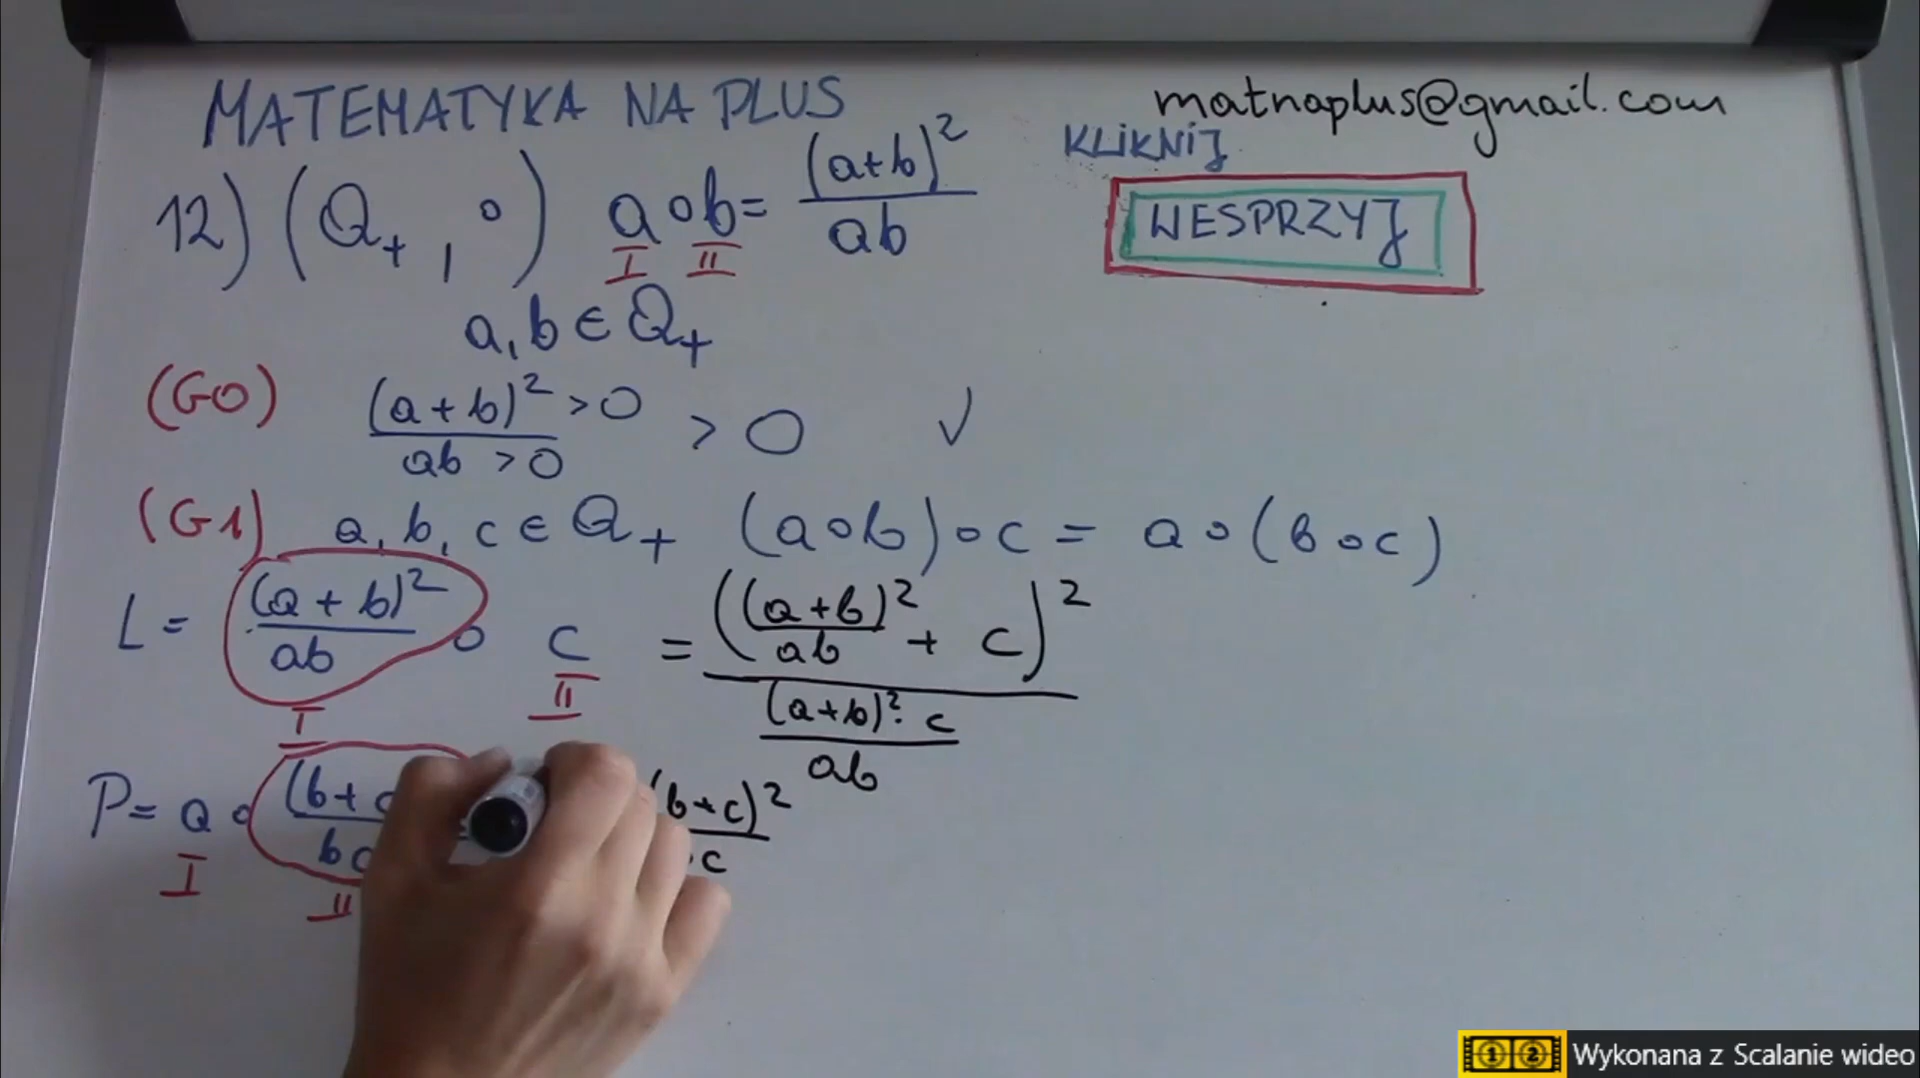 MATEMATYKA NA PLUS
matnaplus@gmail.com
KLIKNIJ
WESPRZYJ
12) (Q₊, ∘) a∘b = (a+b)²/ab
I II
a, b ∈ Q₊
(G0) (a+b)² > 0 / ab > 0 > 0 √
(G1) a, b, c ∈ Q₊ (a∘b)∘c = a∘(b∘c)
L = (a+b)²/ab ∘ c = ((a+b)²/ab + c)² / ((a+b)²·c/ab)
I II
P = a ∘ (b+c / bc (b+c)² / c
I II
Wykonana z Scalanie wideo